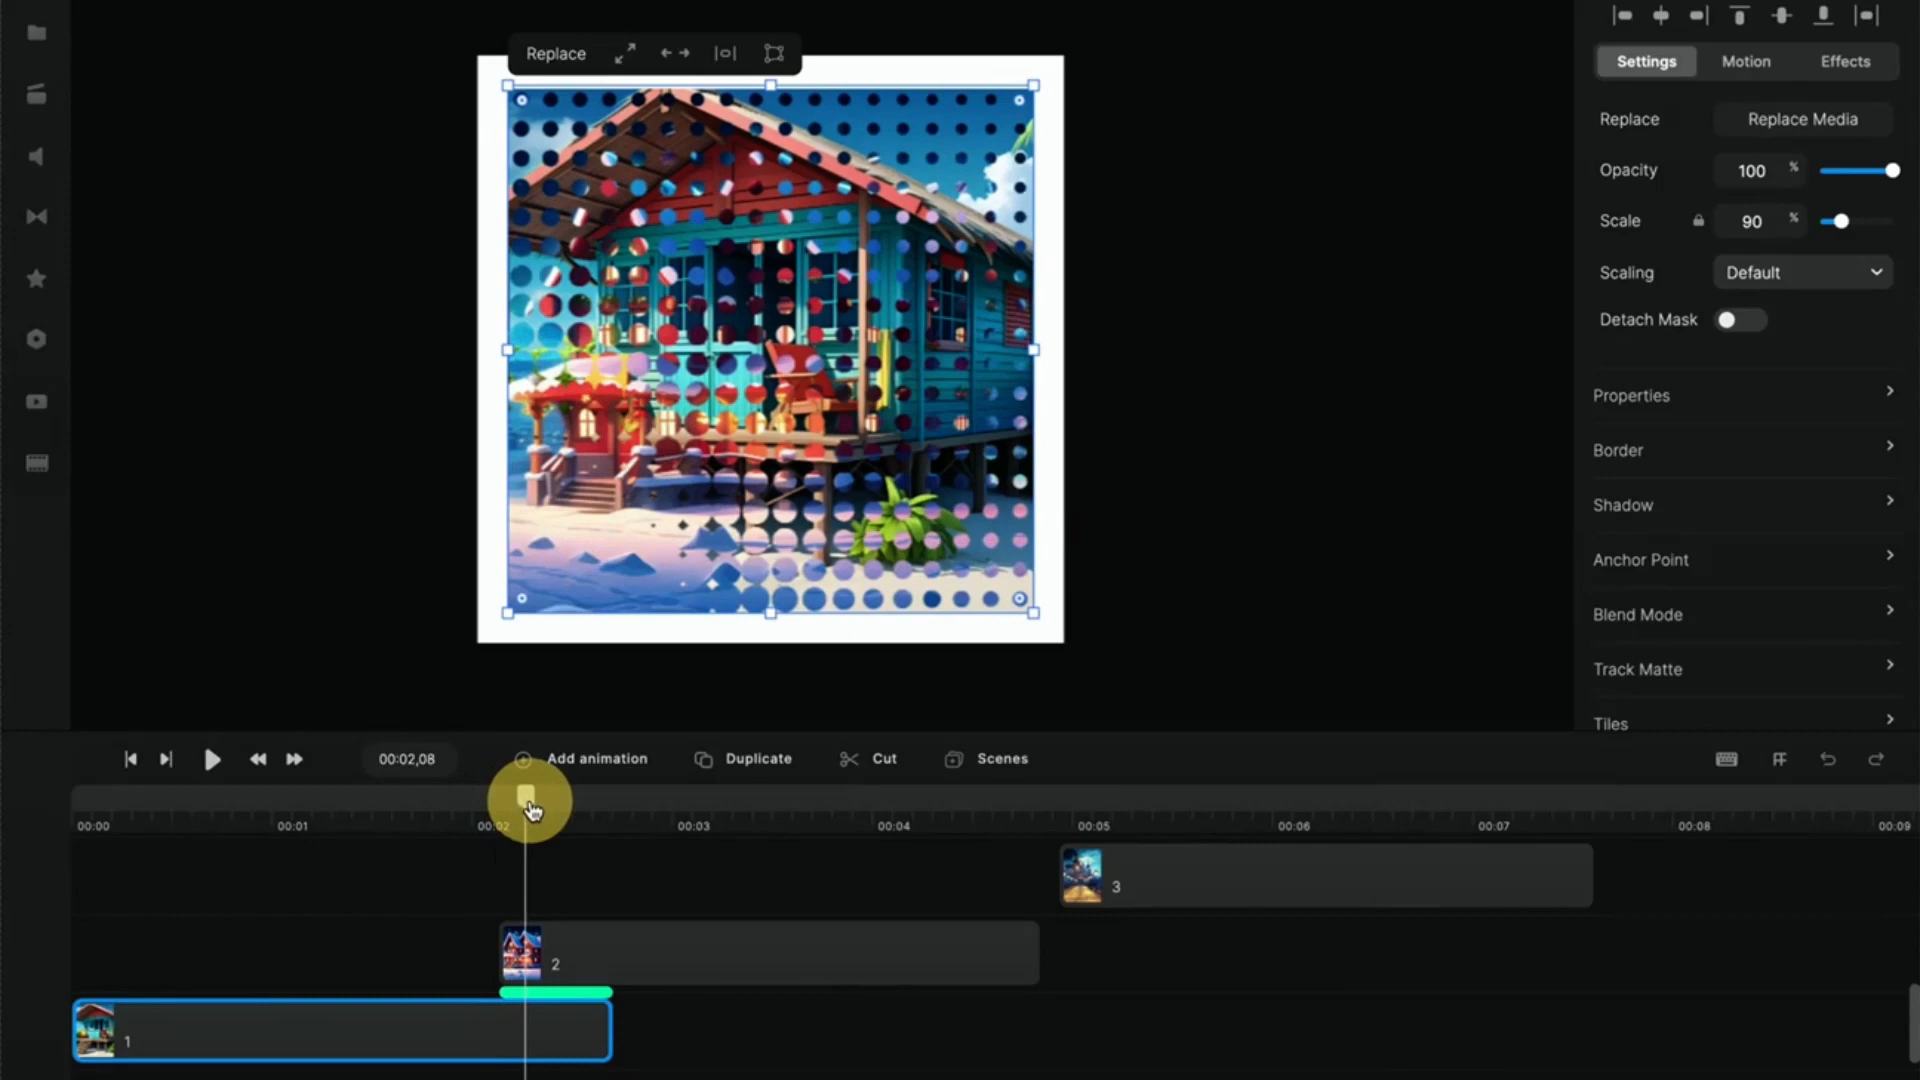 Replace
Settings Motion Effects
Replace Replace Media
Opacity 100 %
Scale 90 %
Scaling Default
Detach Mask
Properties
Border
Shadow
Anchor Point
Blend Mode
Track Matte
Tiles
00:02,08 Add animation Duplicate Cut Scenes
00:00 00:01 00:02 00:03 00:04 00:05 00:06 00:07 00:08 00:09
3
2
1